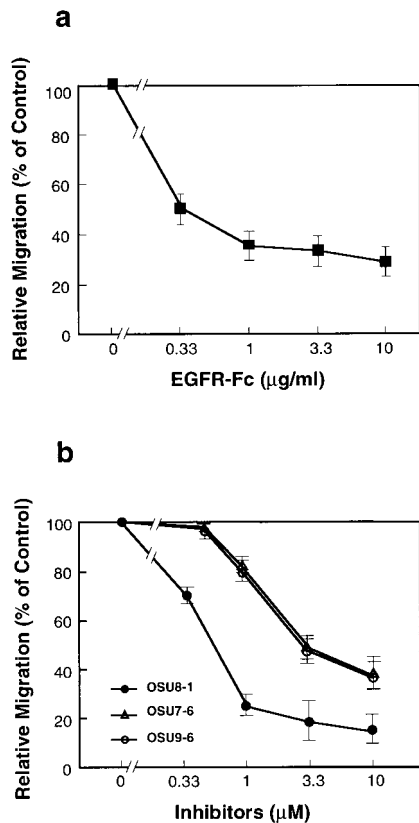 a
Relative Migration (% of Control)
100
80
60
40
20
0
0 0.33 1 3.3 10
EGFR-Fc (μg/ml)
b
Relative Migration (% of Control)
100
80
60
40
20
0
OSU8-1
OSU7-6
OSU9-6
0 0.33 1 3.3 10
Inhibitors (μM)